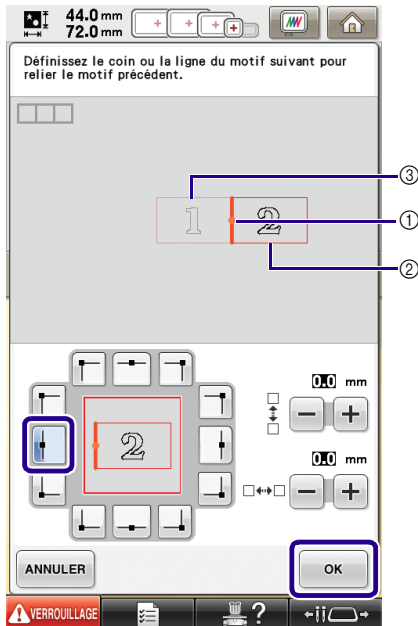 44.0 mm
72.0 mm
Définissez le coin ou la ligne du motif suivant pour
relier le motif précédent.
③
1 2
①
②
0.0 mm
2
0.0 mm
ANNULER
OK
VERROUILLAGE
?